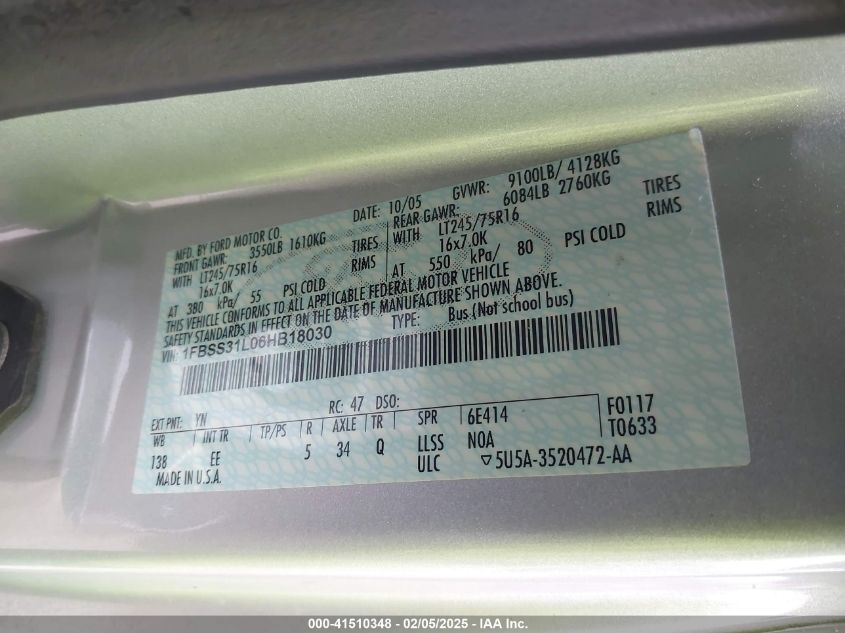 MFD. BY FORD MOTOR CO.
DATE: 10/05 GVWR: 9100LB/ 4128KG
FRONT GAWR: 3550LB 1610KG REAR GAWR: 6084LB 2760KG
WITH LT245/75R16 TIRES WITH LT245/75R16 TIRES
16x7.0K RIMS 16x7.0K RIMS
AT 380 kPa/ 55 PSI COLD AT 550 kPa/ 80 PSI COLD
THIS VEHICLE CONFORMS TO ALL APPLICABLE FEDERAL MOTOR VEHICLE
SAFETY STANDARDS IN EFFECT ON THE DATE OF MANUFACTURE SHOWN ABOVE.
VIN: 1FBSS31L06HB18030 TYPE: Bus (Not school bus)
EXT PNT: YN RC: 47 DSO:
WB INT TR TP/PS R AXLE TR SPR 6E414 F0117
138 EE 5 34 Q LLSS NOA T0633
MADE IN U.S.A. ULC ▽5U5A-3520472-AA
000-41510348 | 02/05/2025 - IAA Inc.